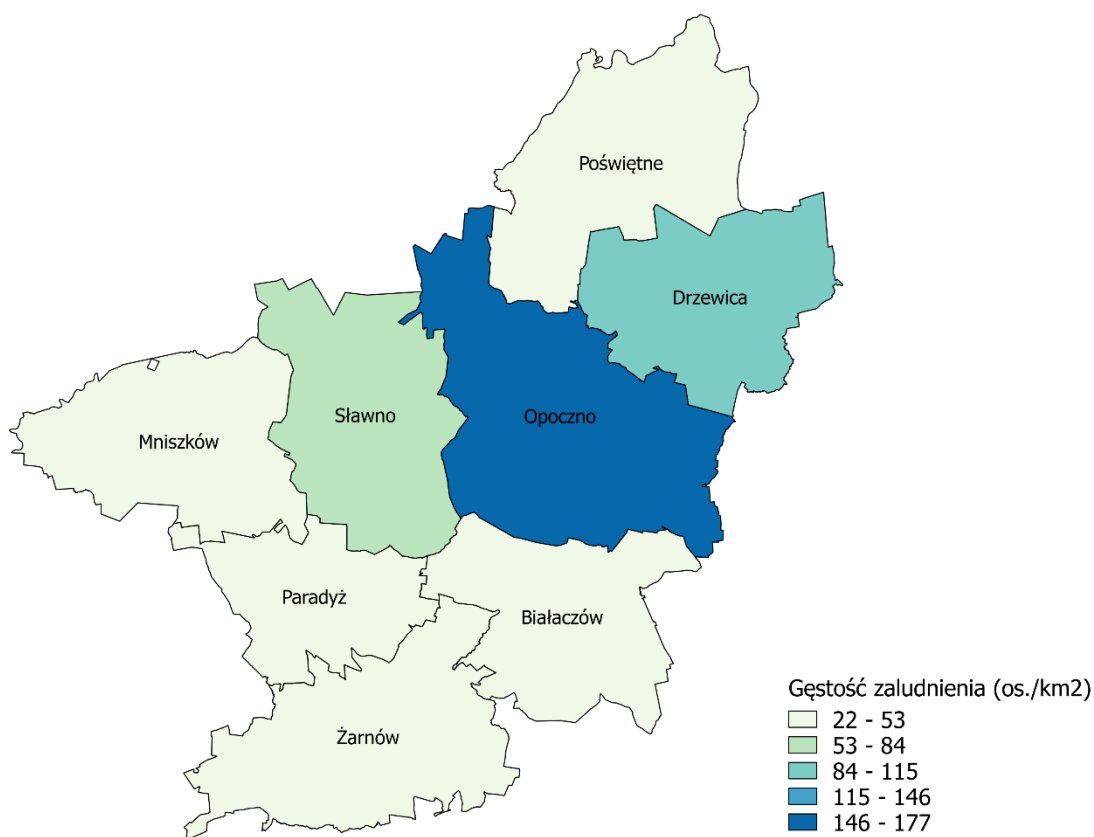 Poświętne
Drzewica
Sławno
Opoczno
Mniszków
Paradyż
Białaczów
Żarnów
Gęstość zaludnienia (os./km2)
22 - 53
53 - 84
84 - 115
115 - 146
146 - 177